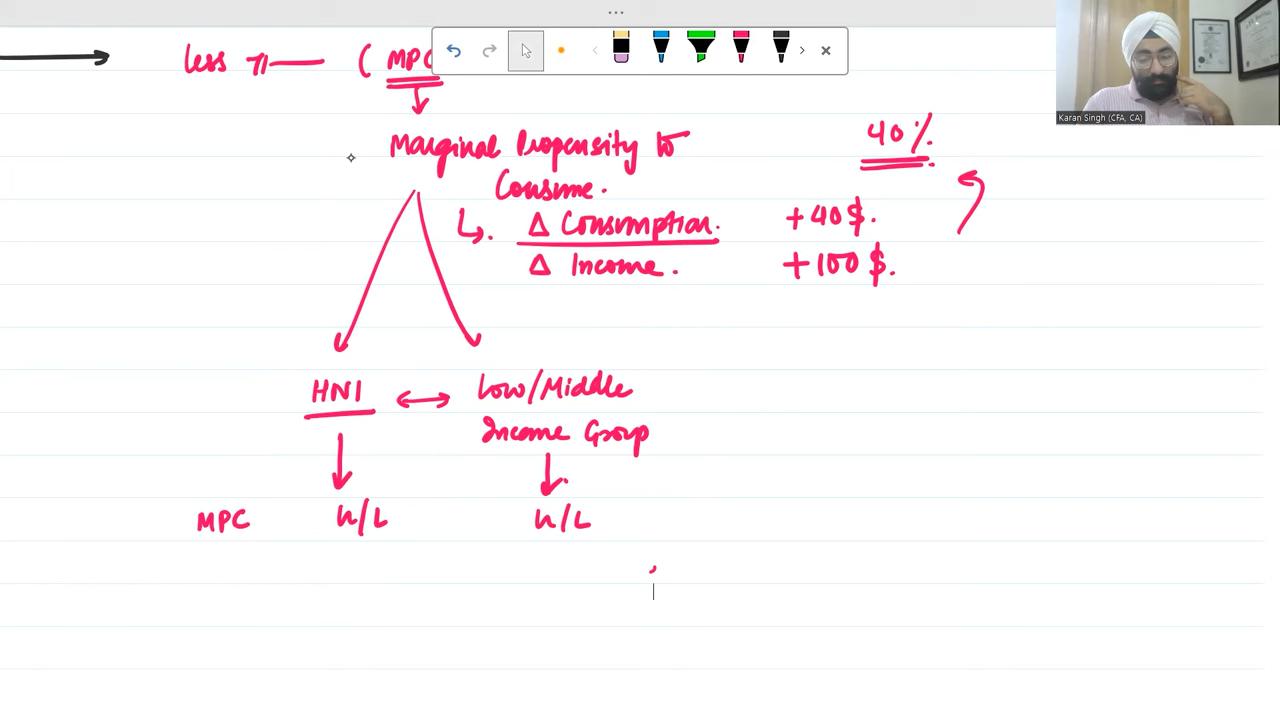 less π — ( MPC
Marginal Propensity to
Consume.
Δ Consumption.
Δ Income.
+40$.
+100$.
40%.
HNI
Low/Middle
Income Group
MPC H/L H/L
Karan Singh (CFA, CA)